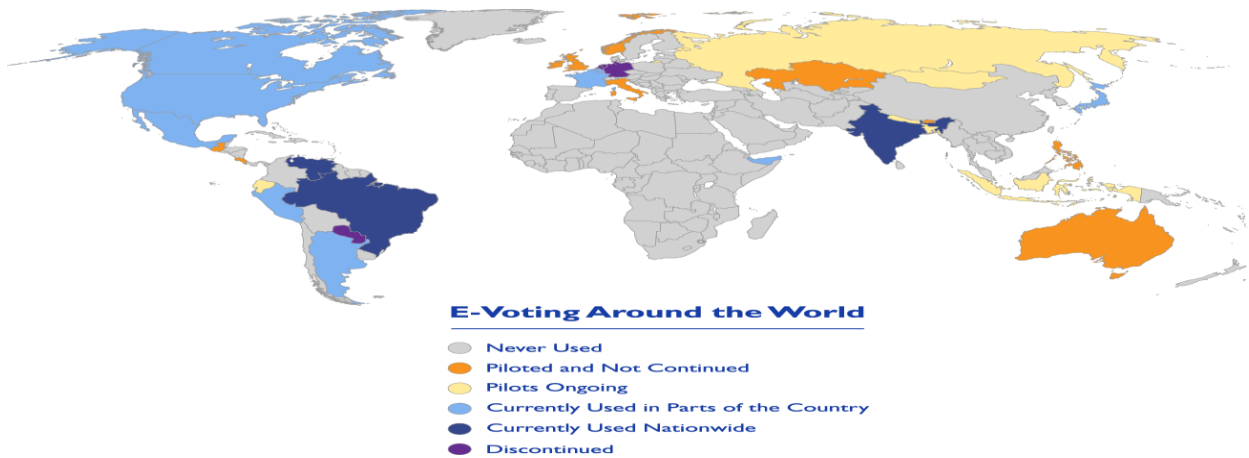 E-Voting Around the World
Never Used
Piloted and Not Continued
Pilots Ongoing
Currently Used in Parts of the Country
Currently Used Nationwide
Discontinued